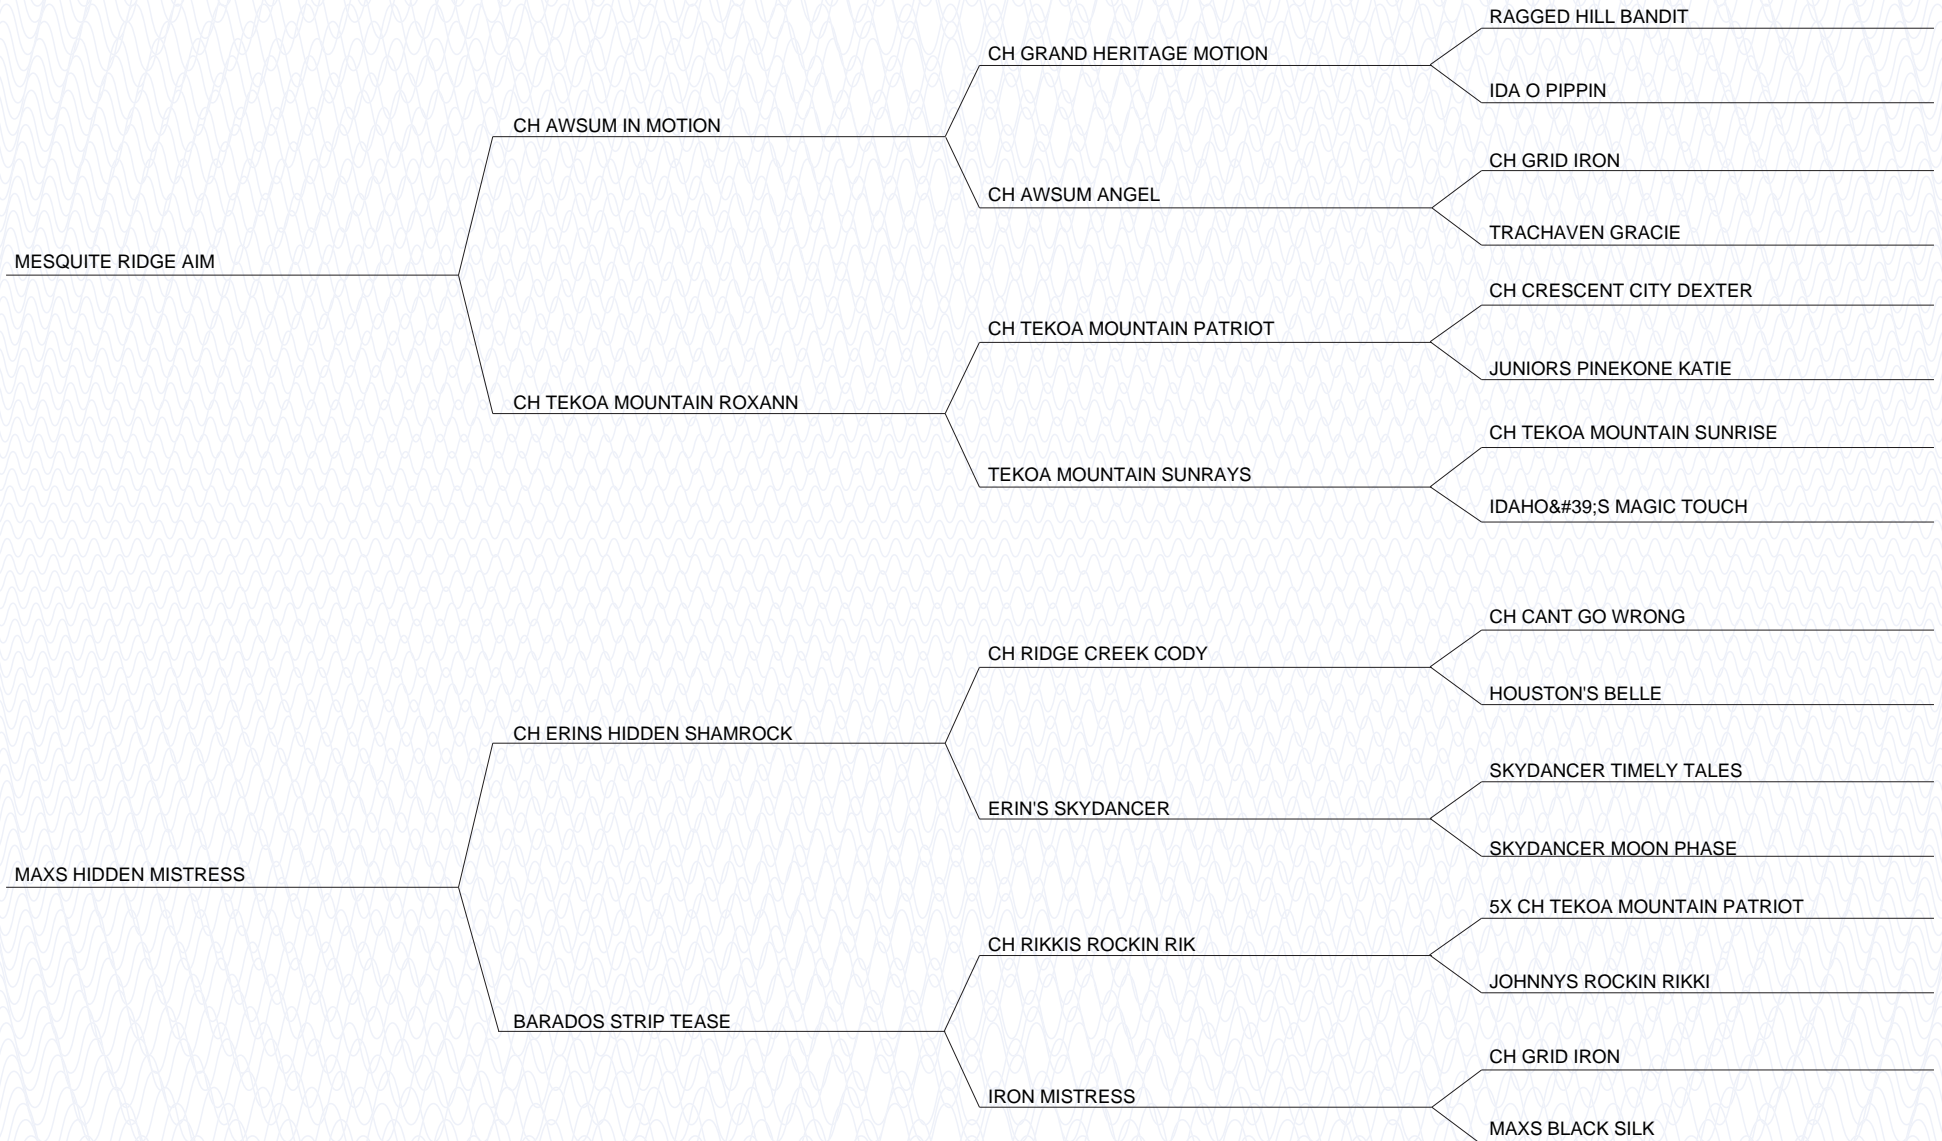 RAGGED HILL BANDIT
CH GRAND HERITAGE MOTION
IDA O PIPPIN
CH AWSUM IN MOTION
CH GRID IRON
CH AWSUM ANGEL
TRACHAVEN GRACIE
MESQUITE RIDGE AIM
CH CRESCENT CITY DEXTER
CH TEKOA MOUNTAIN PATRIOT
JUNIORS PINEKONE KATIE
CH TEKOA MOUNTAIN ROXANN
CH TEKOA MOUNTAIN SUNRISE
TEKOA MOUNTAIN SUNRAYS
IDAHO&#39;S MAGIC TOUCH
CH CANT GO WRONG
CH RIDGE CREEK CODY
HOUSTON'S BELLE
CH ERINS HIDDEN SHAMROCK
SKYDANCER TIMELY TALES
ERIN'S SKYDANCER
SKYDANCER MOON PHASE
MAXS HIDDEN MISTRESS
5X CH TEKOA MOUNTAIN PATRIOT
CH RIKKIS ROCKIN RIK
JOHNNYS ROCKIN RIKKI
BARADOS STRIP TEASE
CH GRID IRON
IRON MISTRESS
MAXS BLACK SILK